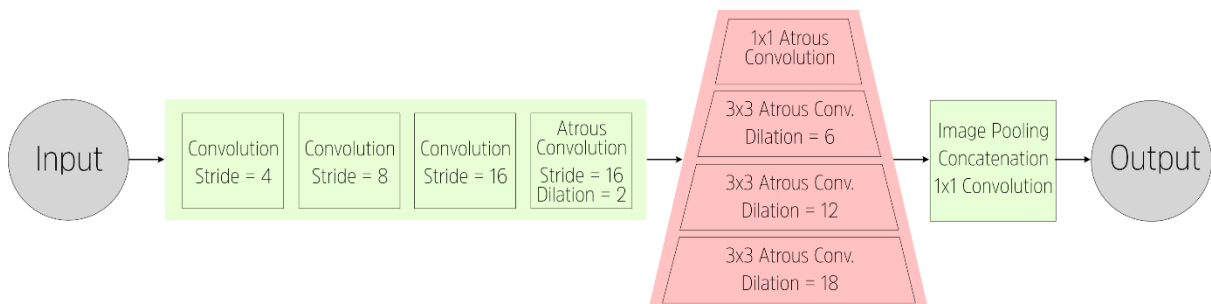 Input
Convolution
Stride = 4
Convolution
Stride = 8
Convolution
Stride = 16
Atrous
Convolution
Stride = 16
Dilation = 2
1x1 Atrous
Convolution
3x3 Atrous Conv.
Dilation = 6
3x3 Atrous Conv.
Dilation = 12
3x3 Atrous Conv.
Dilation = 18
Image Pooling
Concatenation
1x1 Convolution
Output